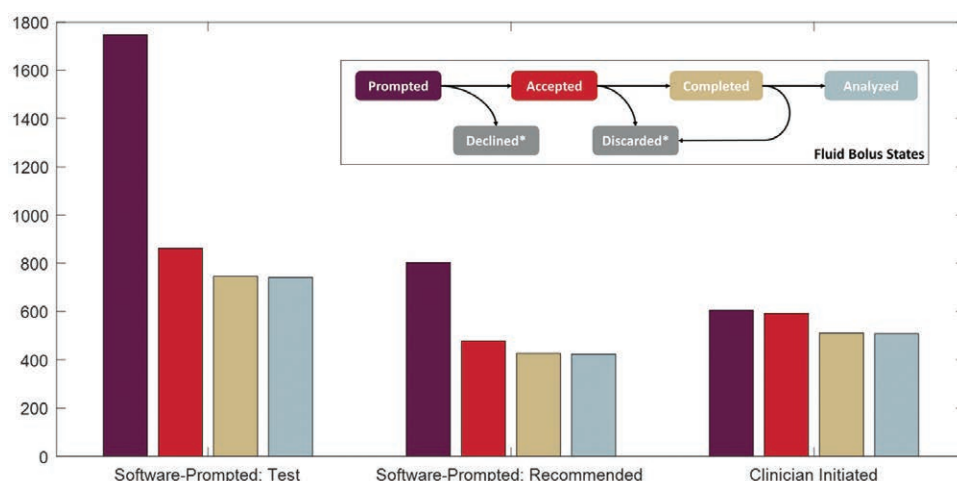 1800
1600
1400
1200
1000
800
600
400
200
0
Prompted Accepted Completed Analyzed
Declined* Discarded*
Fluid Bolus States
Software-Prompted: Test Software-Prompted: Recommended Clinician Initiated